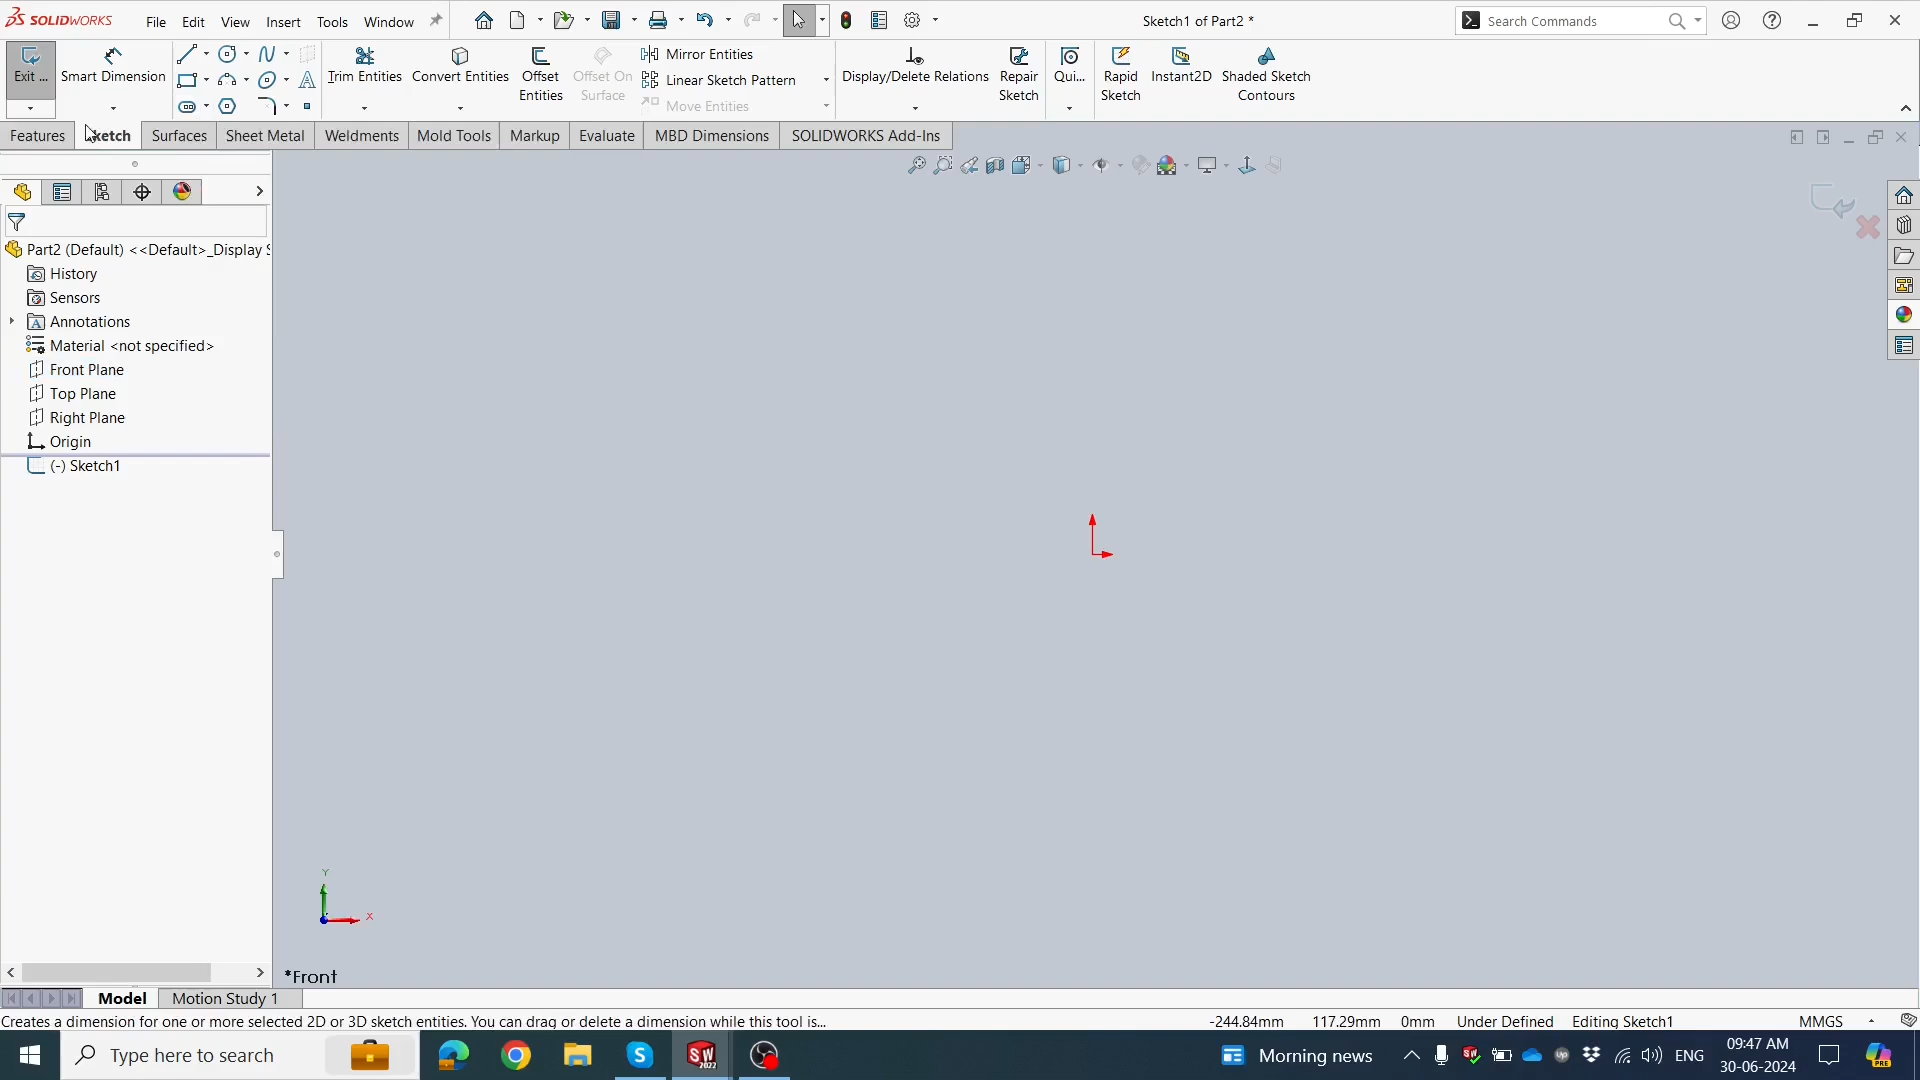 SOLIDWORKS
File Edit View Insert Tools Window
Sketch1 of Part2 *
Search Commands
Exit ...
Smart Dimension
Trim Entities
Convert Entities
Offset
Entities
Offset On
Surface
Mirror Entities
Linear Sketch Pattern
Move Entities
Display/Delete Relations
Repair
Sketch
Qui...
Rapid
Sketch
Instant2D
Shaded Sketch
Contours
Features Sketch Surfaces Sheet Metal Weldments Mold Tools Markup Evaluate MBD Dimensions SOLIDWORKS Add-Ins
Part2 (Default) <<Default>_Display S
History
Sensors
Annotations
Material <not specified>
Front Plane
Top Plane
Right Plane
Origin
(-) Sketch1
Y
X
*Front
Model Motion Study 1
Creates a dimension for one or more selected 2D or 3D sketch entities. You can drag or delete a dimension while this tool is...
-244.84mm 117.29mm 0mm Under Defined Editing Sketch1 MMGS
Type here to search
SW
2022
Morning news
ENG
09:47 AM
30-06-2024
PRE